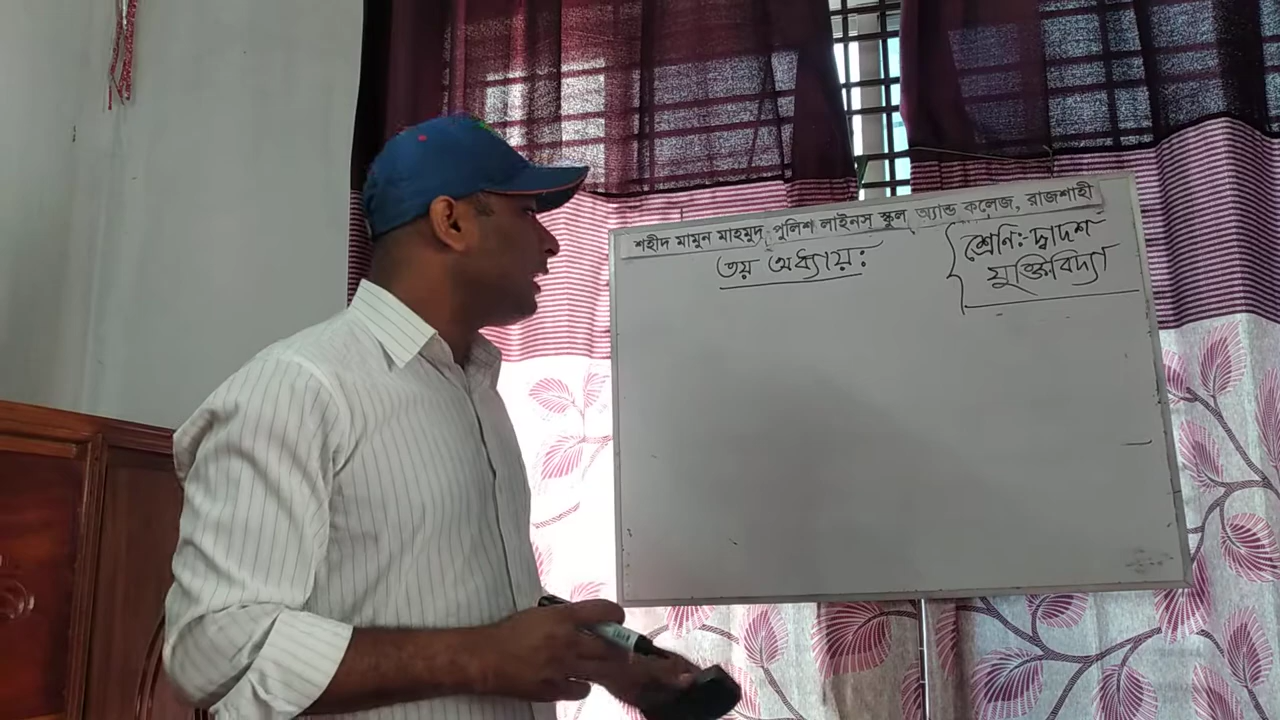 শহীদ মামুন মাহমুদ, পুলিশ লাইনস্ স্কুল অ্যান্ড কলেজ, রাজশাহী
৩য় অধ্যায়:
শ্রেণি:- দ্বাদশ
যুক্তিবিদ্যা